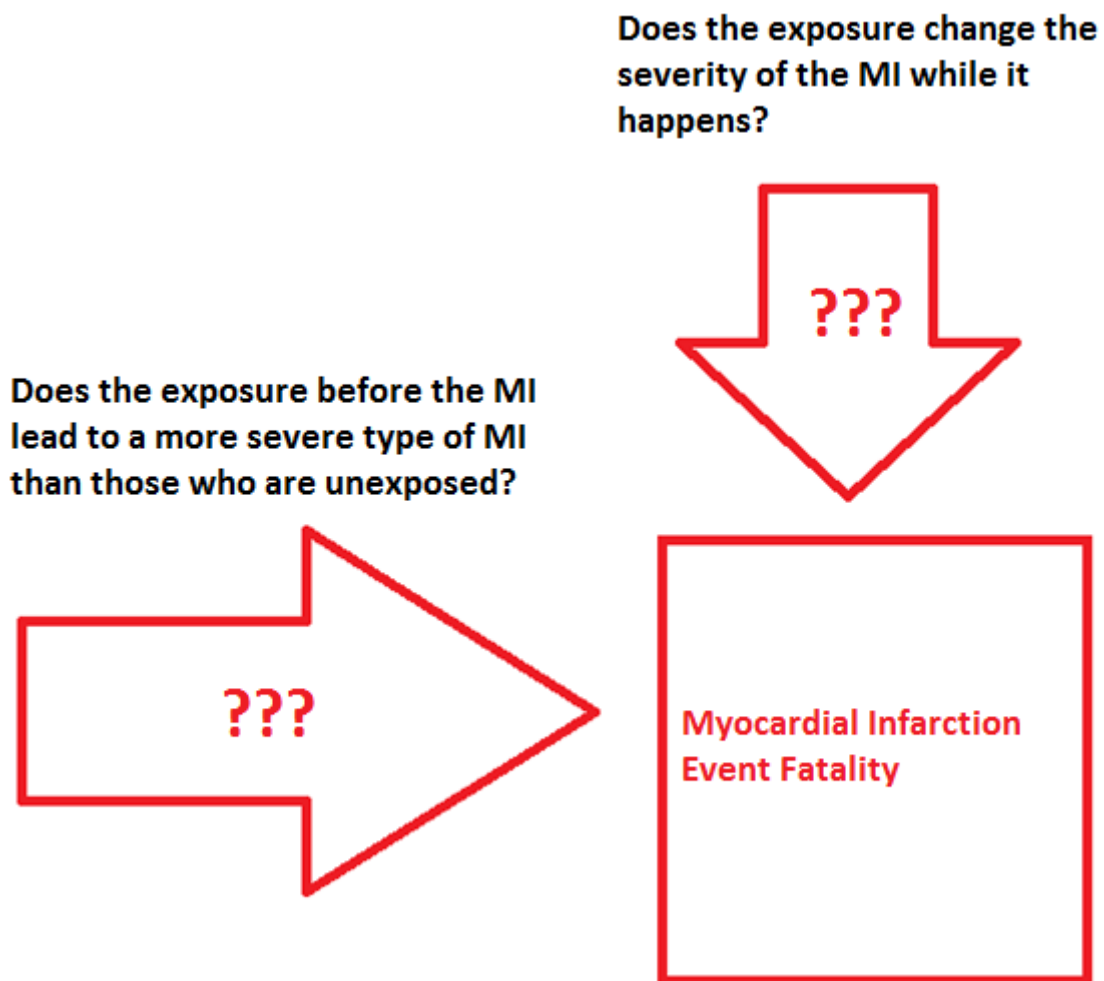 Does the exposure change the
severity of the MI while it
happens?
???
Does the exposure before the MI
lead to a more severe type of MI
than those who are unexposed?
???
Myocardial Infarction
Event Fatality